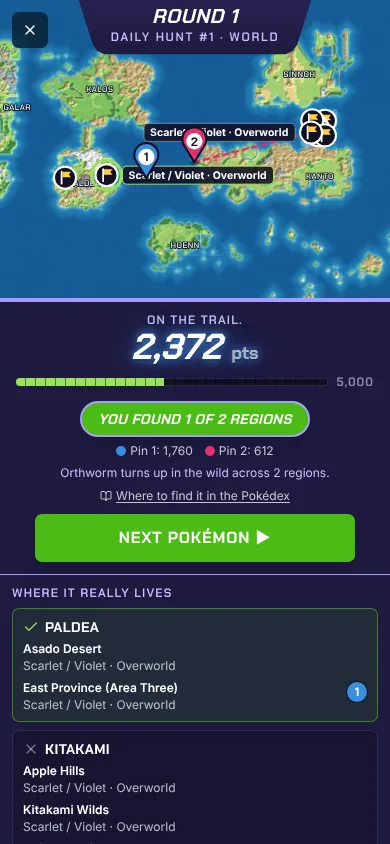 ROUND 1
DAILY HUNT #1 · WORLD
SINNOH
KALOS
GALAR
Scarlet / Violet · Overworld
2
1
Scarlet / Violet · Overworld
KANTO
HOENN
ON THE TRAIL.
2,372 pts
5,000
YOU FOUND 1 OF 2 REGIONS
Pin 1: 1,760 Pin 2: 612
Orthworm turns up in the wild across 2 regions.
Where to find it in the Pokédex
NEXT POKÉMON
WHERE IT REALLY LIVES
PALDEA
Asado Desert
Scarlet / Violet · Overworld
East Province (Area Three)
1
Scarlet / Violet · Overworld
KITAKAMI
Apple Hills
Scarlet / Violet · Overworld
Kitakami Wilds
Scarlet / Violet · Overworld